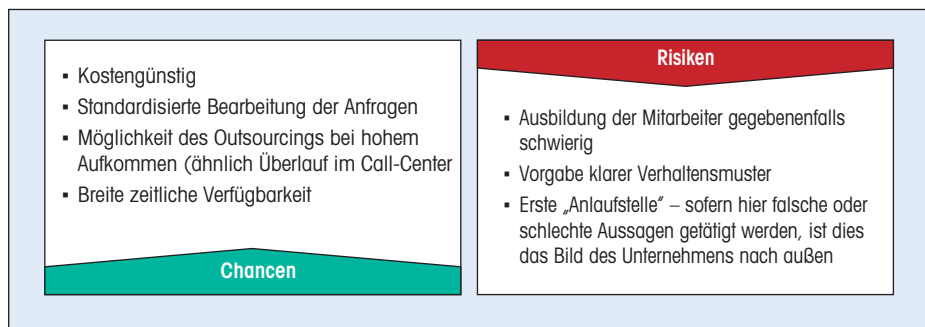 ▪ Kostengünstig
▪ Standardisierte Bearbeitung der Anfragen
▪ Möglichkeit des Outsourcings bei hohem
Aufkommen (ähnlich Überlauf im Call-Center
▪ Breite zeitliche Verfügbarkeit
Chancen
Risiken
▪ Ausbildung der Mitarbeiter gegebenenfalls
schwierig
▪ Vorgabe klarer Verhaltensmuster
▪ Erste „Anlaufstelle" – sofern hier falsche oder
schlechte Aussagen getätigt werden, ist dies
das Bild des Unternehmens nach außen